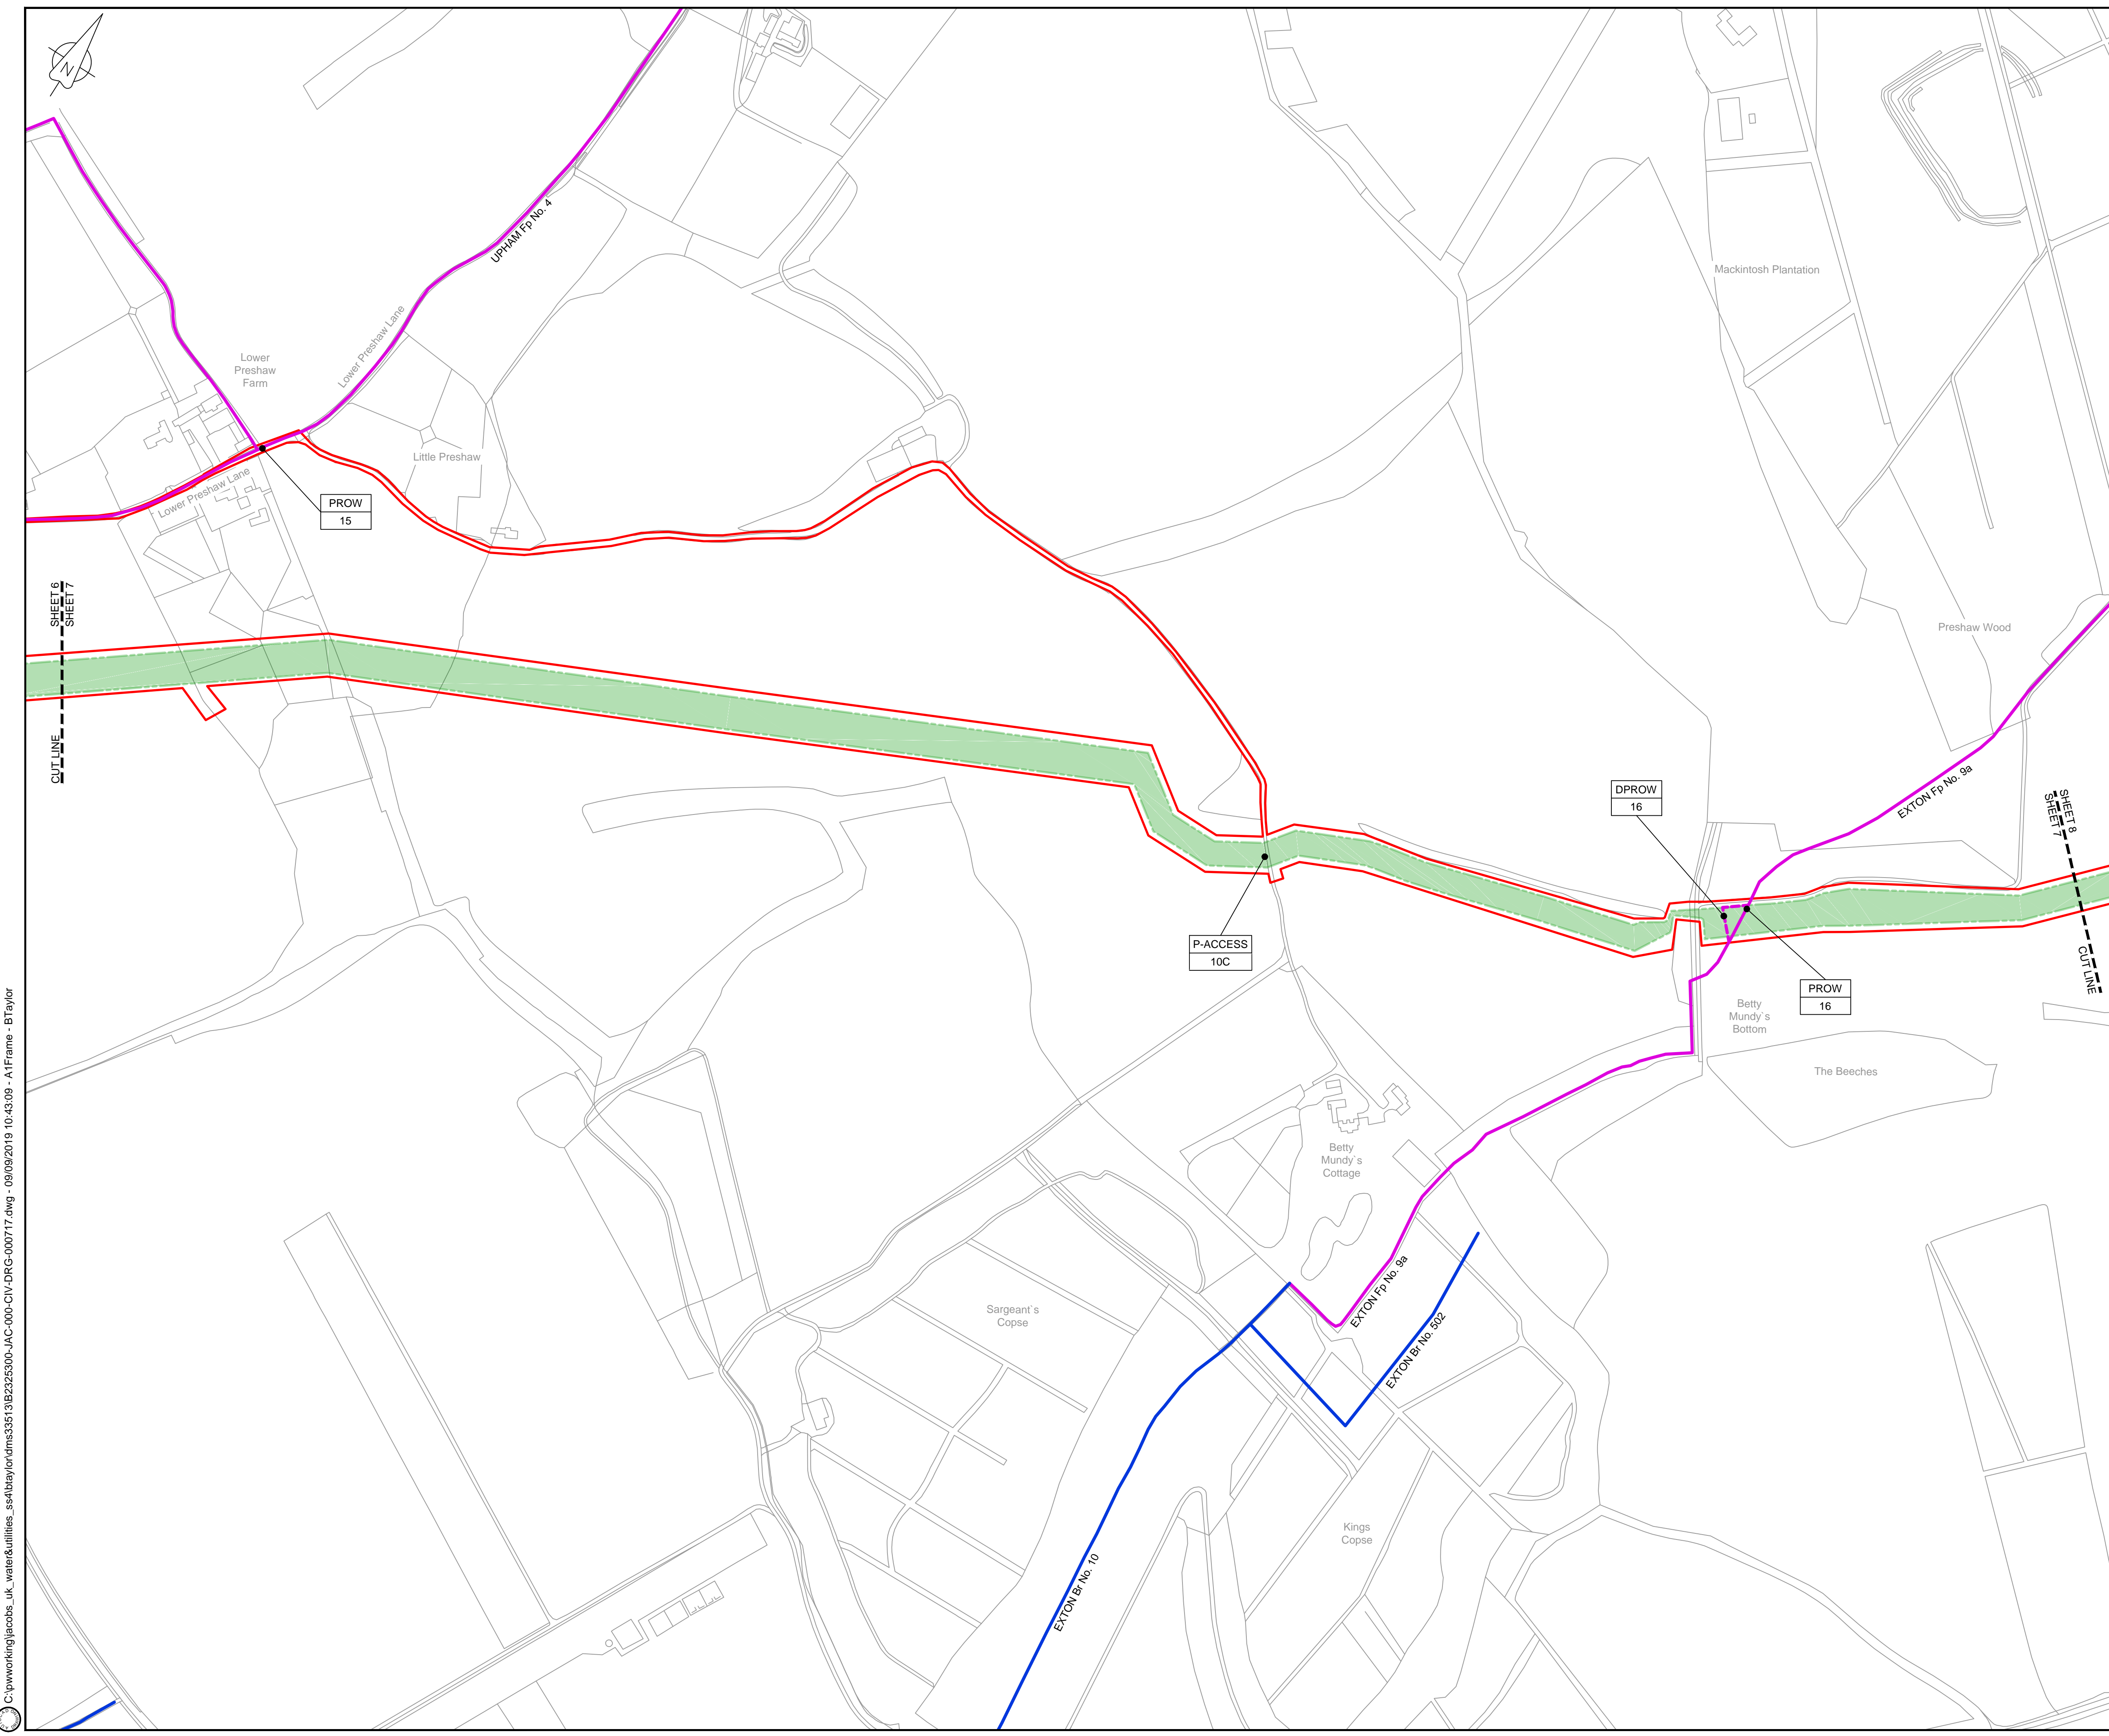 N
UPHAM Fp No. 4
Mackintosh Plantation
Lower
Preshaw
Farm
Lower Preshaw Lane
Little Preshaw
Lower Preshaw Lane
PROW
15
SHEET 6
SHEET 7
CUT LINE
Preshaw Wood
EXTON Fp No. 9a
DPROW
16
SHEET 8
SHEET 7
CUT LINE
P-ACCESS
10C
PROW
16
Betty
Mundy`s
Bottom
The Beeches
Betty
Mundy`s
Cottage
EXTON Fp No. 9a
Sargeant`s
Copse
EXTON Br No. 502
Kings
Copse
EXTON Br No. 10
C:\pwworking\jacobs_uk_water&utilities_ss4\btaylor\dms33513\B2325300-JAC-000-CIV-DRG-000717.dwg - 09/09/2019 10:43:09 - A1Frame - BTaylor